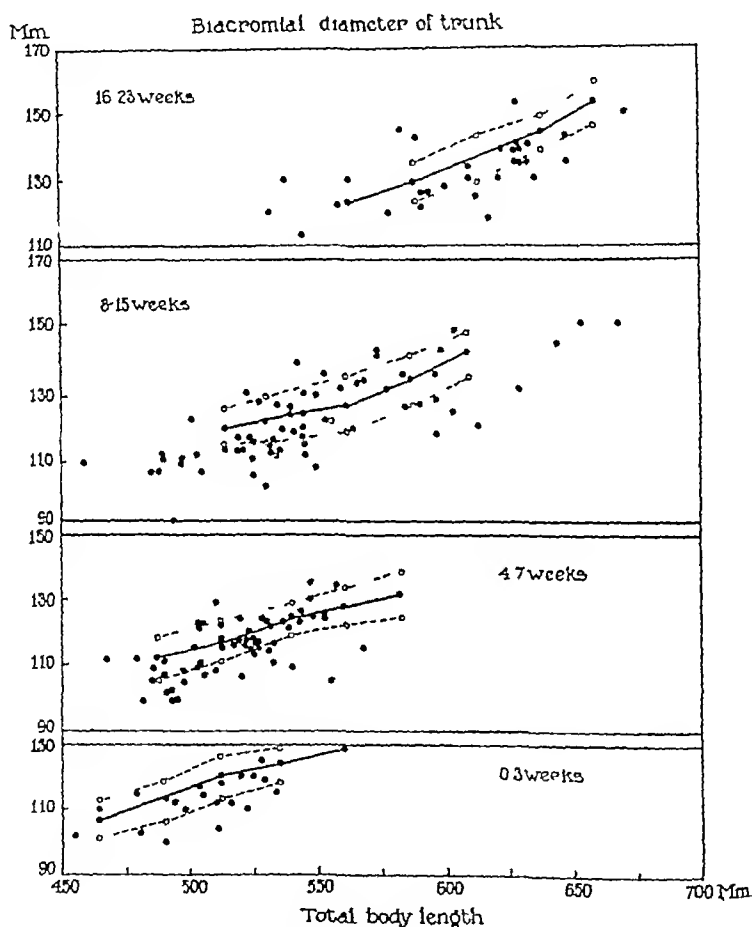 Biacromial diameter of trunk
Mm.
170
16 23 weeks
150
130
110
170
8-15 weeks
150
130
110
90
150
4 7 weeks
130
110
90
130
0 3 weeks
110
90
450 500 550 600 650 700 Mm.
Total body length